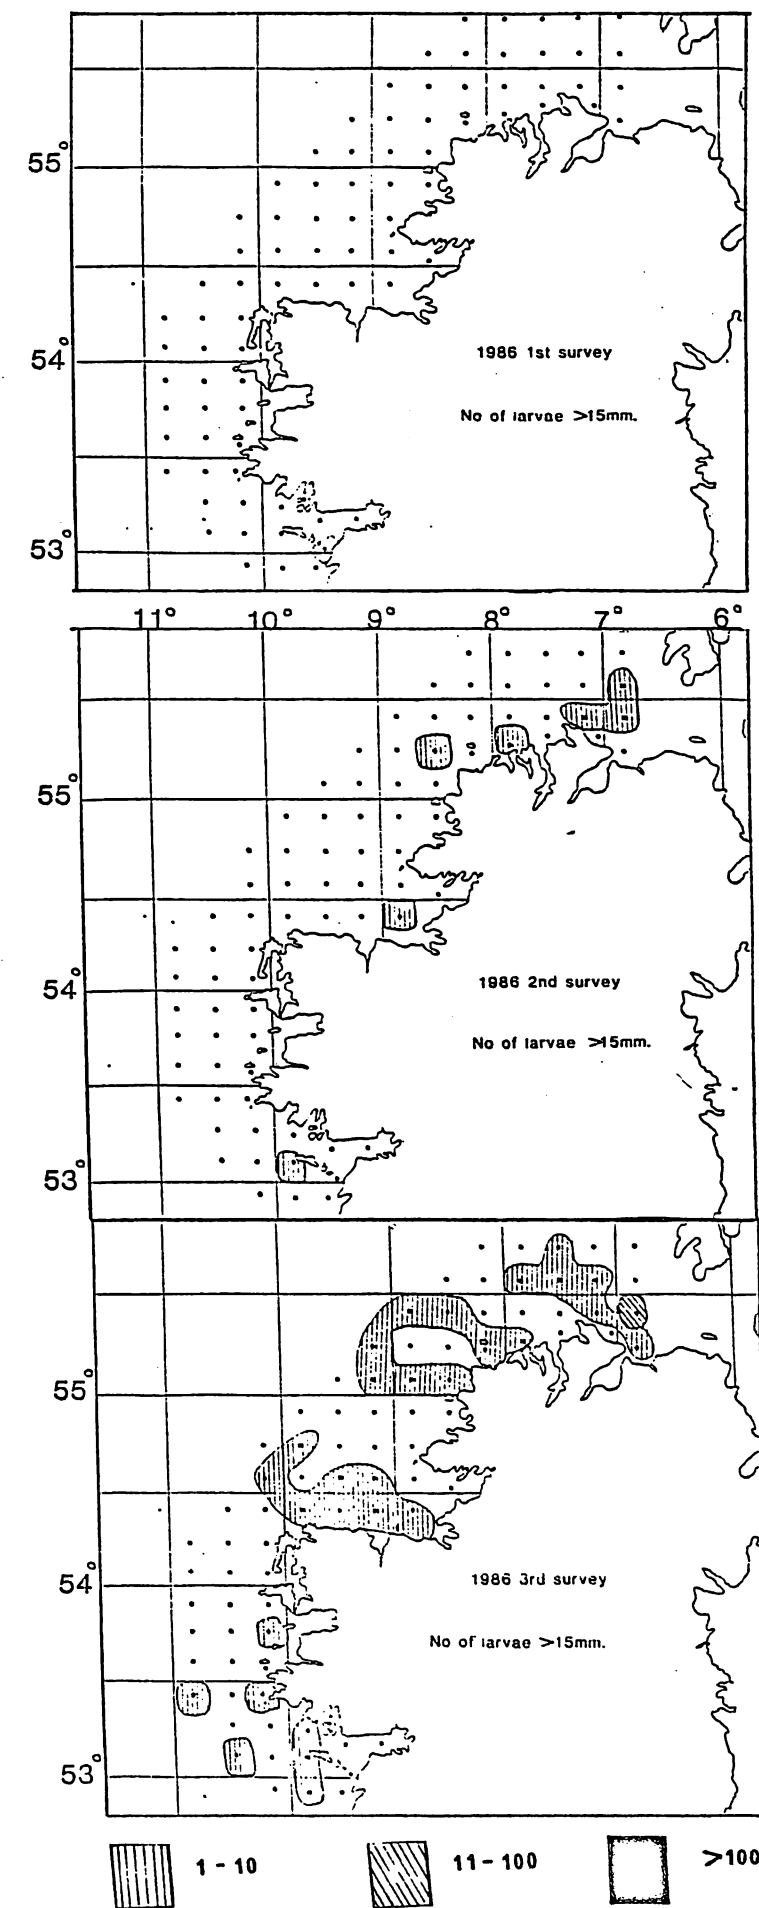 55°
54°
1986 1st survey
No of larvae >15mm.
53°
11° 10° 9° 8° 7° 6°
55°
54°
1986 2nd survey
No of larvae >15mm.
53°
55°
54°
1986 3rd survey
No of larvae >15mm.
53°
1-10 11-100 >100